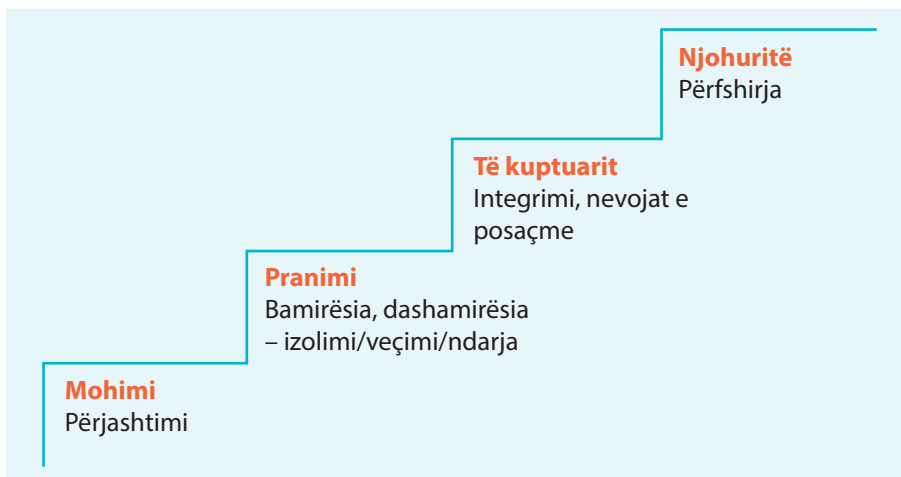 Njohuritë
Përfshirja
Të kuptuarit
Integrimi, nevojat e
posaçme
Pranimi
Bamirësia, dashamirësia
– izolimi/veçimi/ndarja
Mohimi
Përjashtimi